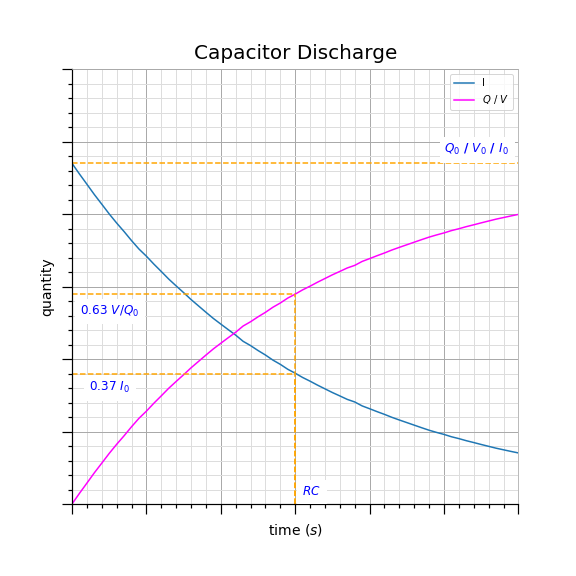 Capacitor Discharge
I
Q / V
Q₀ / V₀ / I₀
quantity
0.63 V/Q₀
0.37 I₀
RC
time (s)